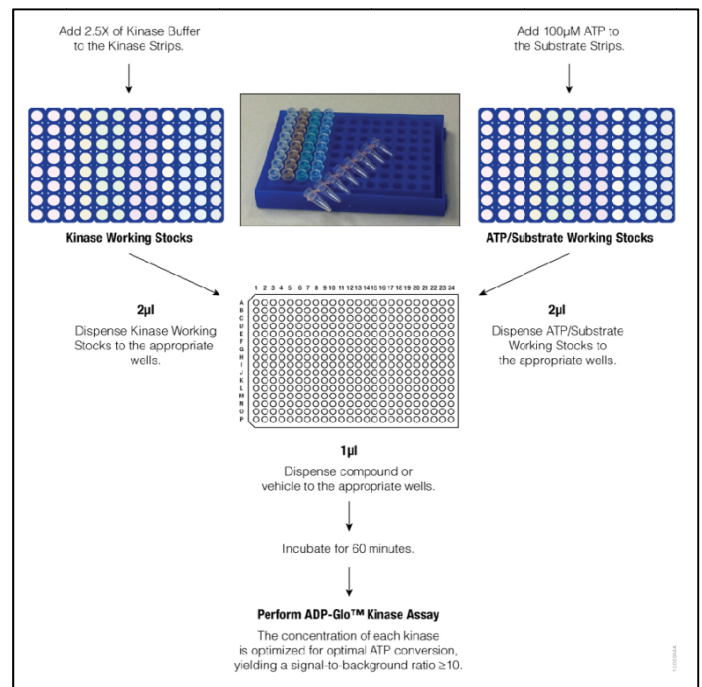 Add 2.5X of Kinase Buffer
to the Kinase Strips.
Add 100µM ATP to
the Substrate Strips.
Kinase Working Stocks
ATP/Substrate Working Stocks
2µl
Dispense Kinase Working
Stocks to the appropriate
wells.
2µl
Dispense ATP/Substrate
Working Stocks to
the appropriate wells.
1 2 3 4 5 6 7 8 9 10 11 12 13 14 15 16 17 18 19 20 21 22 23 24
A
B
C
D
E
F
G
H
I
J
K
L
M
N
O
P
1µl
Dispense compound or
vehicle to the appropriate wells.
Incubate for 60 minutes.
Perform ADP-Glo™ Kinase Assay
The concentration of each kinase
is optimized for optimal ATP conversion,
yielding a signal-to-background ratio ≥10.